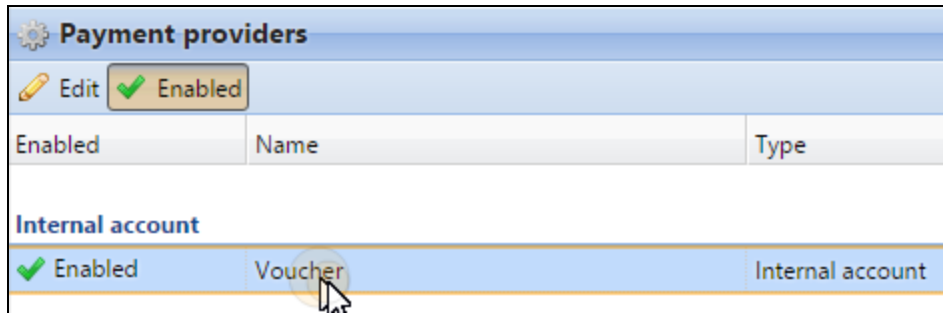 Payment providers
Edit Enabled
Enabled Name Type
Internal account
Enabled Voucher Internal account